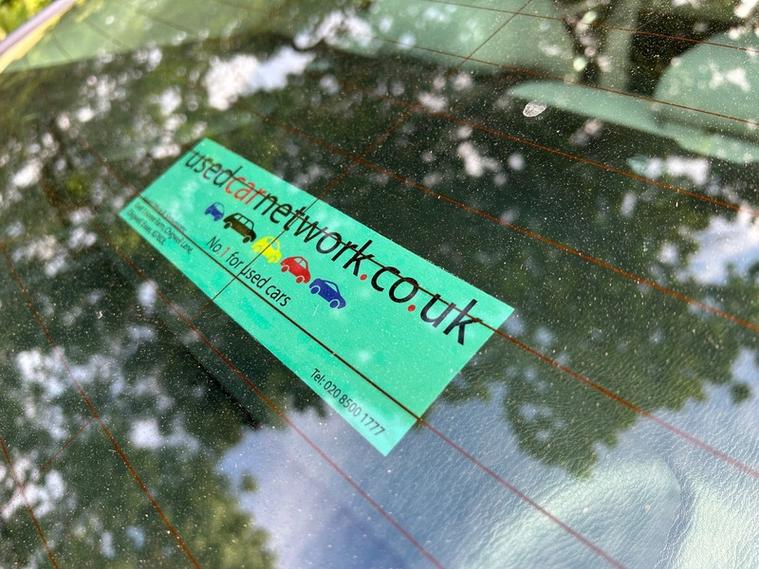 usedcarnetwork.co.uk
No.1 for used cars
Tel: 020 8500 1777